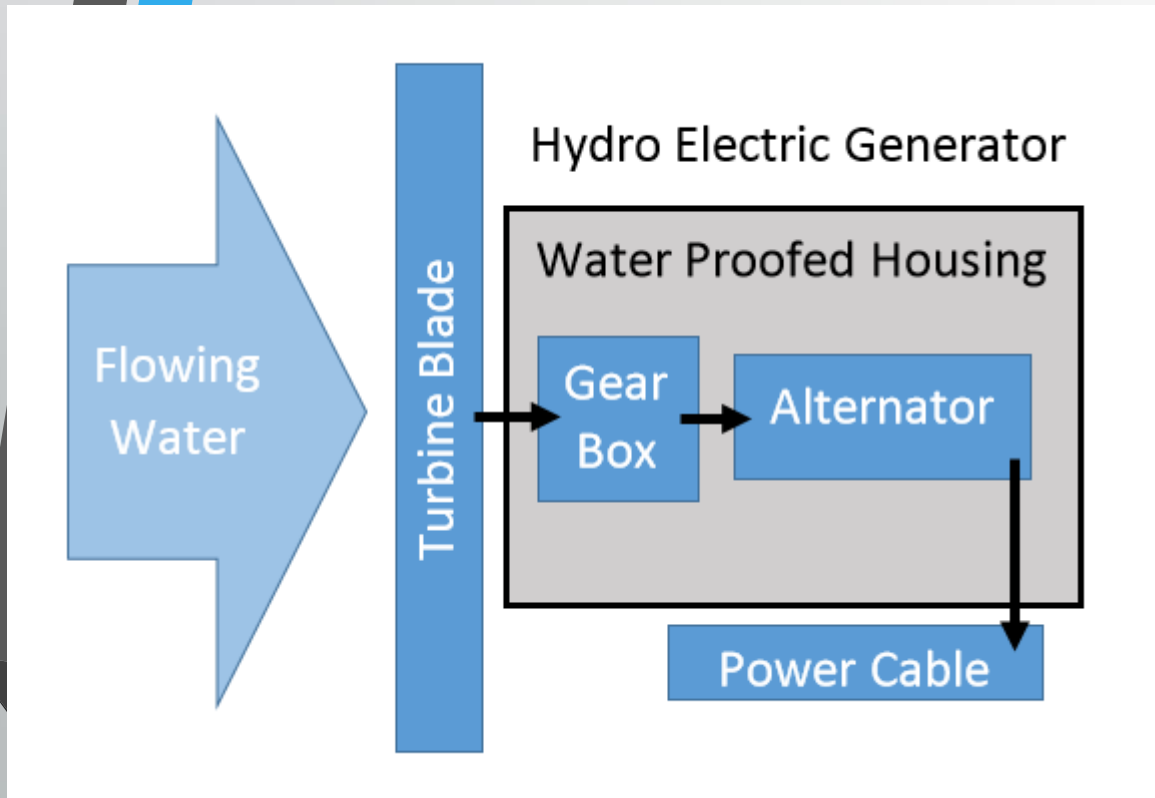 Hydro Electric Generator
Water Proofed Housing
Flowing
Water
Turbine Blade
Gear
Box
Alternator
Power Cable